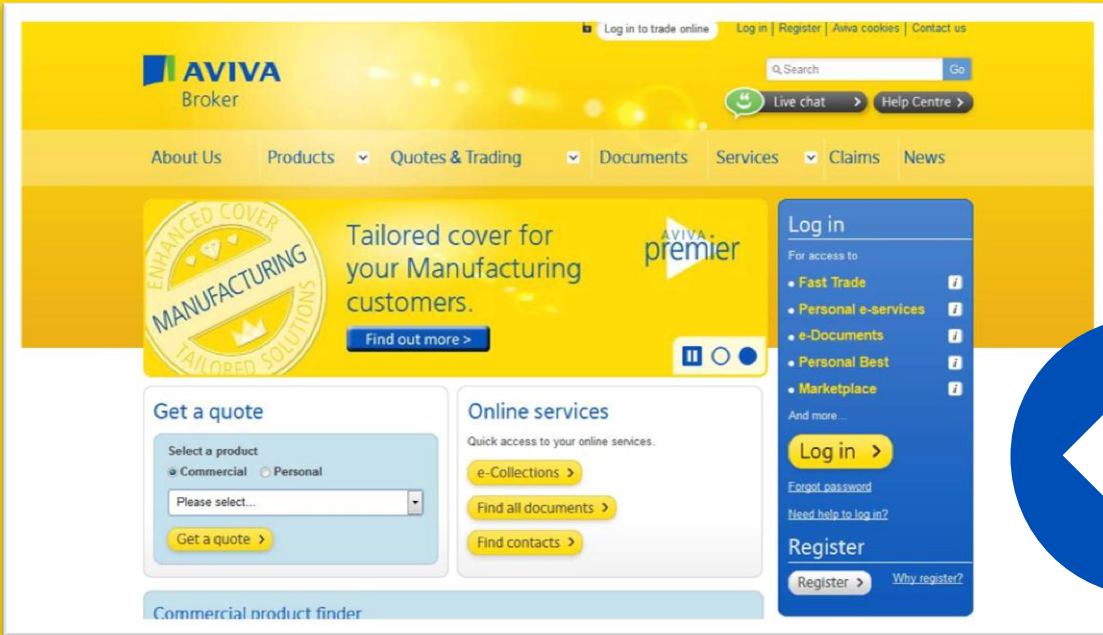 Log in to trade online
Log in | Register | Aviva cookies | Contact us
AVIVA
Broker
Search
Go
Live chat >
Help Centre >
About Us
Products
Quotes & Trading
Documents
Services
Claims
News
ENHANCED COVER
MANUFACTURING
TAILORED SOLUTIONS
Tailored cover for
your Manufacturing
customers.
Find out more >
AVIVA
premier
Log in
For access to
• Fast Trade i
• Personal e-services i
• e-Documents i
• Personal Best i
• Marketplace i
And more...
Log in >
Forgot password
Need help to log in?
Register
Register >
Why register?
Get a quote
Select a product
Commercial
Personal
Please select...
Get a quote >
Online services
Quick access to your online services.
e-Collections >
Find all documents >
Find contacts >
Commercial product finder